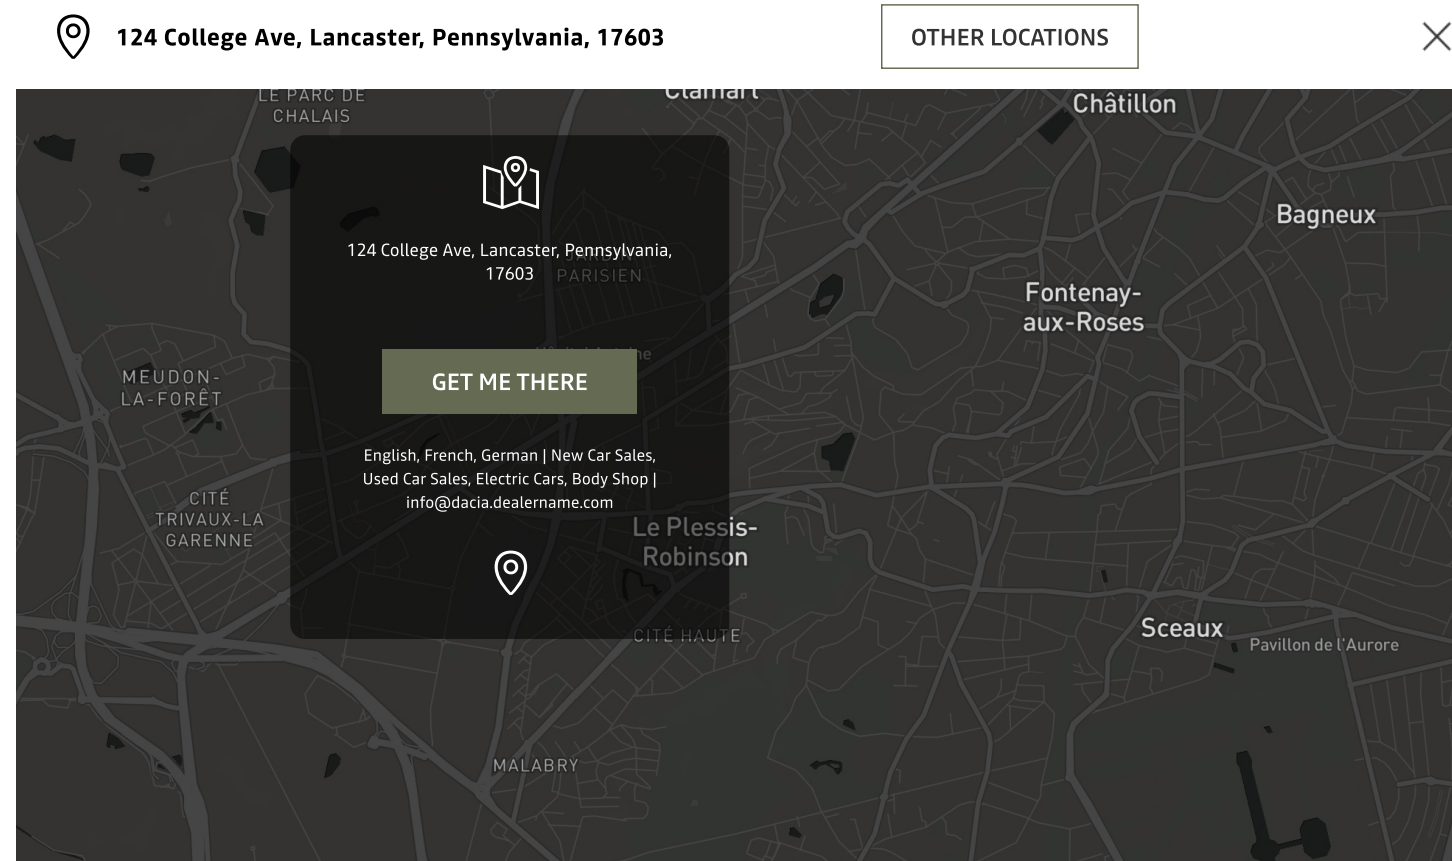 124 College Ave, Lancaster, Pennsylvania, 17603
OTHER LOCATIONS
LE PARC DE
CHALAIS
Clamart
Châtillon
Bagneux
124 College Ave, Lancaster, Pennsylvania,
17603
PARISIEN
Fontenay-
aux-Roses
MEUDON-
LA-FORÊT
GET ME THERE
English, French, German | New Car Sales,
Used Car Sales, Electric Cars, Body Shop |
info@dacia.dealername.com
CITÉ
TRIVAUX-LA
GARENNE
Le Plessis-
Robinson
CITÉ HAUTE
Sceaux
Pavillon de l'Aurore
MALABRY